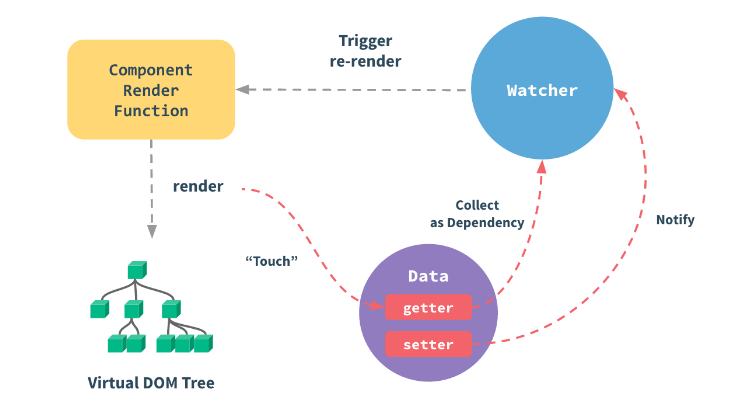 Trigger
re-render
Component
Render
Function
Watcher
render
Collect
as Dependency
Notify
“Touch”
Data
getter
setter
Virtual DOM Tree